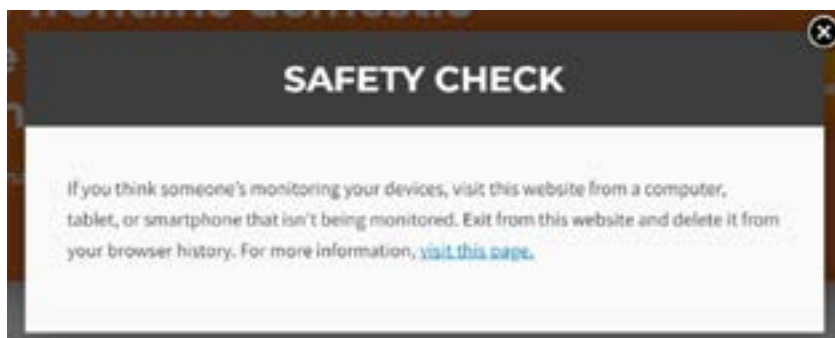 frontline domestic
SAFETY CHECK
If you think someone's monitoring your devices, visit this website from a computer,
tablet, or smartphone that isn't being monitored. Exit from this website and delete it from
your browser history. For more information, visit this page.